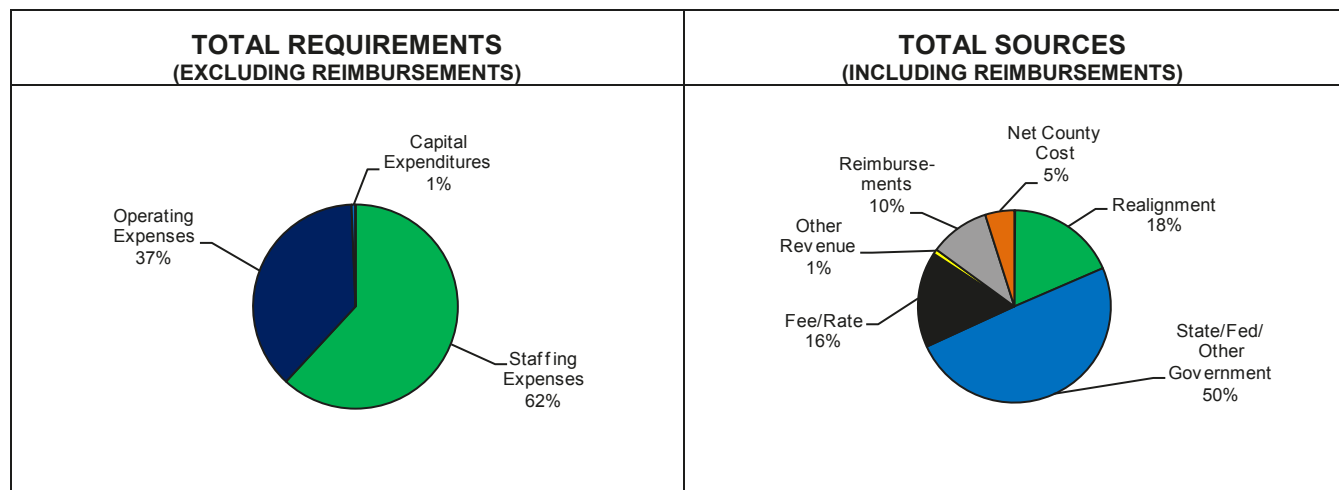 TOTAL REQUIREMENTS
(EXCLUDING REIMBURSEMENTS)
Capital
Expenditures
1%
Operating
Expenses
37%
Staffing
Expenses
62%
TOTAL SOURCES
(INCLUDING REIMBURSEMENTS)
Net County
Cost
5%
Reimburse-
ments
10%
Realignment
18%
Other
Revenue
1%
Fee/Rate
16%
State/Fed/
Other
Government
50%